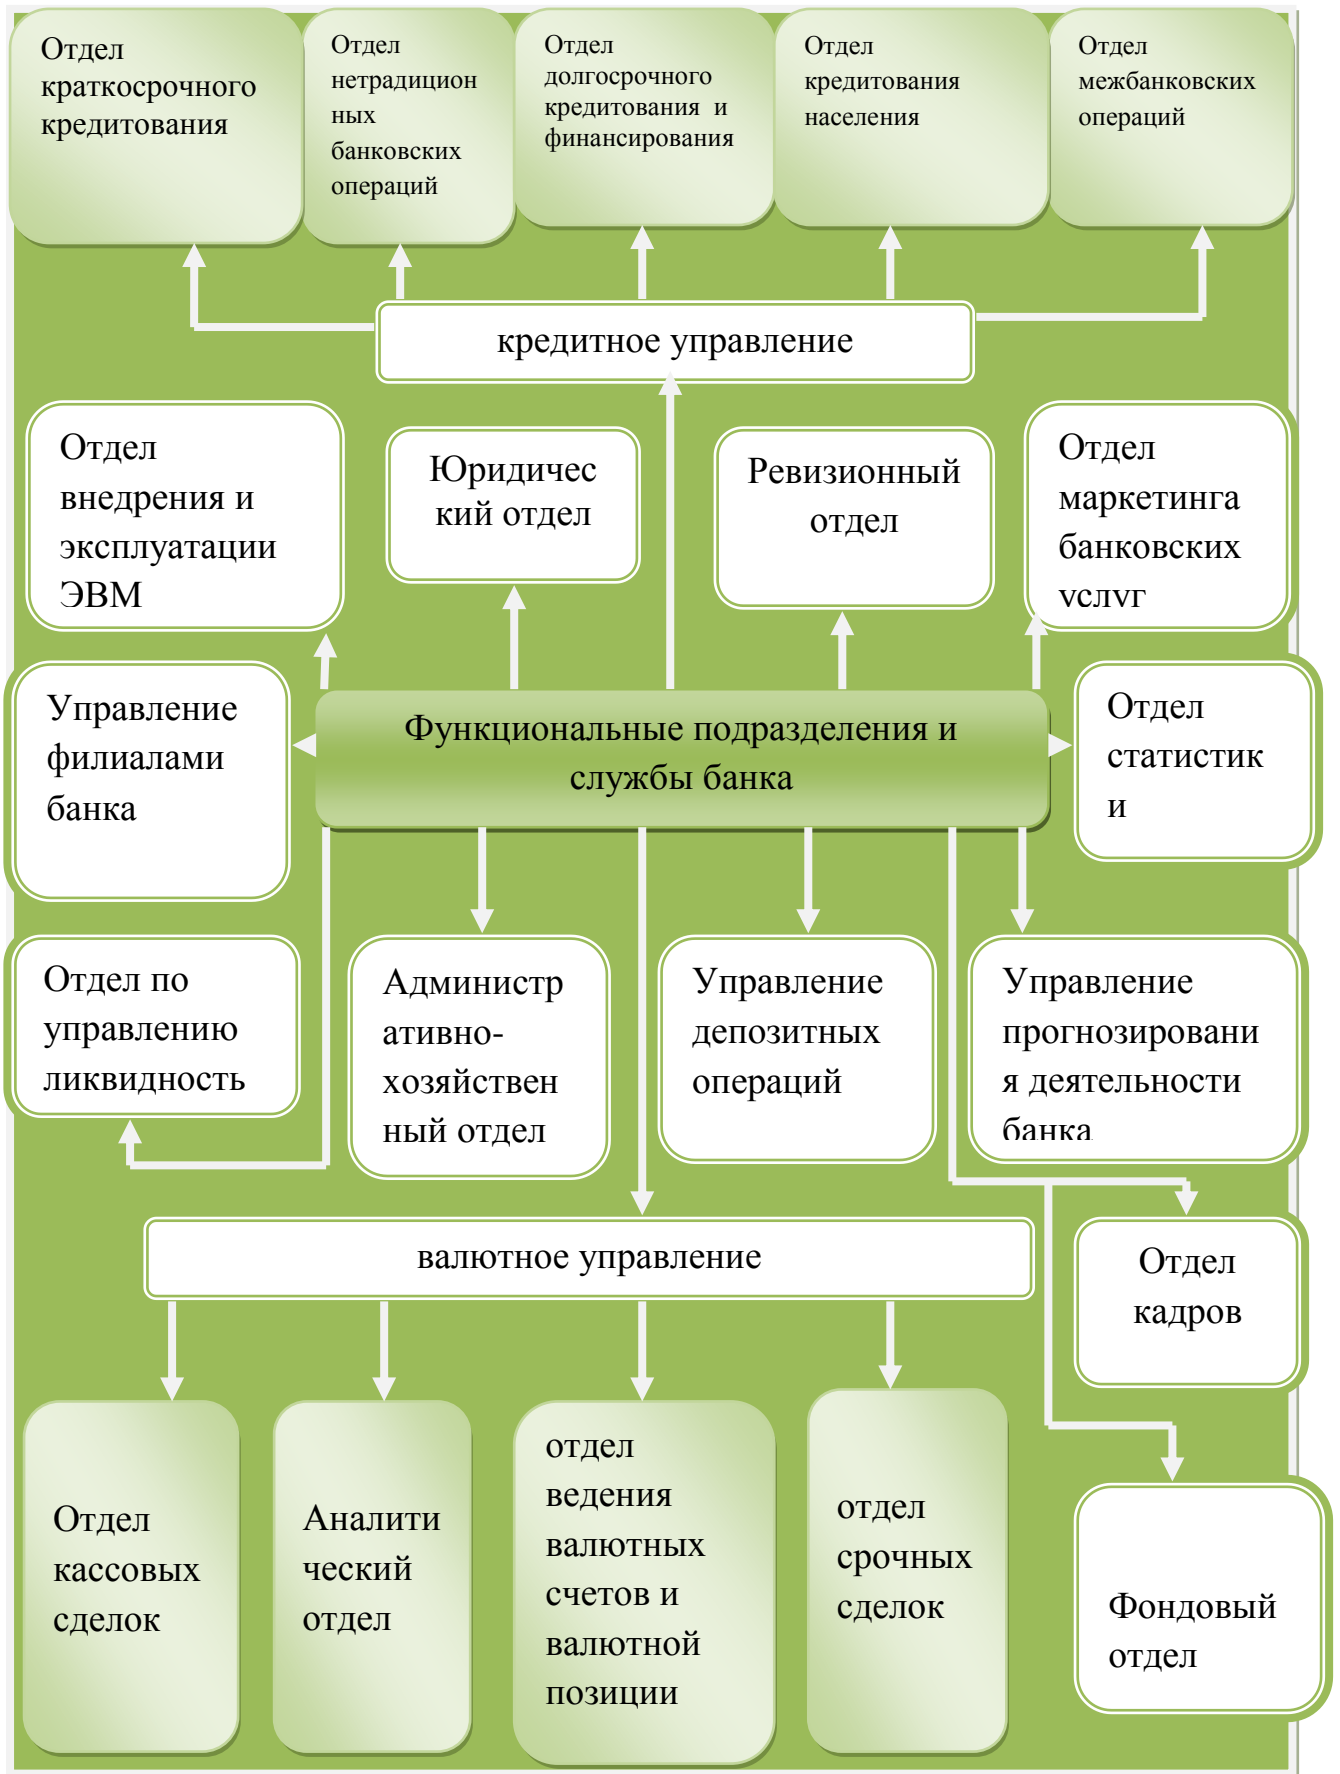 Отдел
краткосрочного
кредитования
Отдел
нетрадицион
ных
банковских
операций
Отдел
долгосрочного
кредитования и
финансирования
Отдел
кредитования
населения
Отдел
межбанковских
операций
кредитное управление
Отдел
внедрения и
эксплуатации
ЭВМ
Юридичес
кий отдел
Ревизионный
отдел
Отдел
маркетинга
банковских
услуг
Управление
филиалами
банка
Функциональные подразделения и
службы банка
Отдел
статистик
и
Отдел по
управлению
ликвидность
Администр
ативно-
хозяйствен
ный отдел
Управление
депозитных
операций
Управление
прогнозировани
я деятельности
банка
валютное управление
Отдел
кадров
Отдел
кассовых
сделок
Аналити
ческий
отдел
отдел
ведения
валютных
счетов и
валютной
позиции
отдел
срочных
сделок
Фондовый
отдел